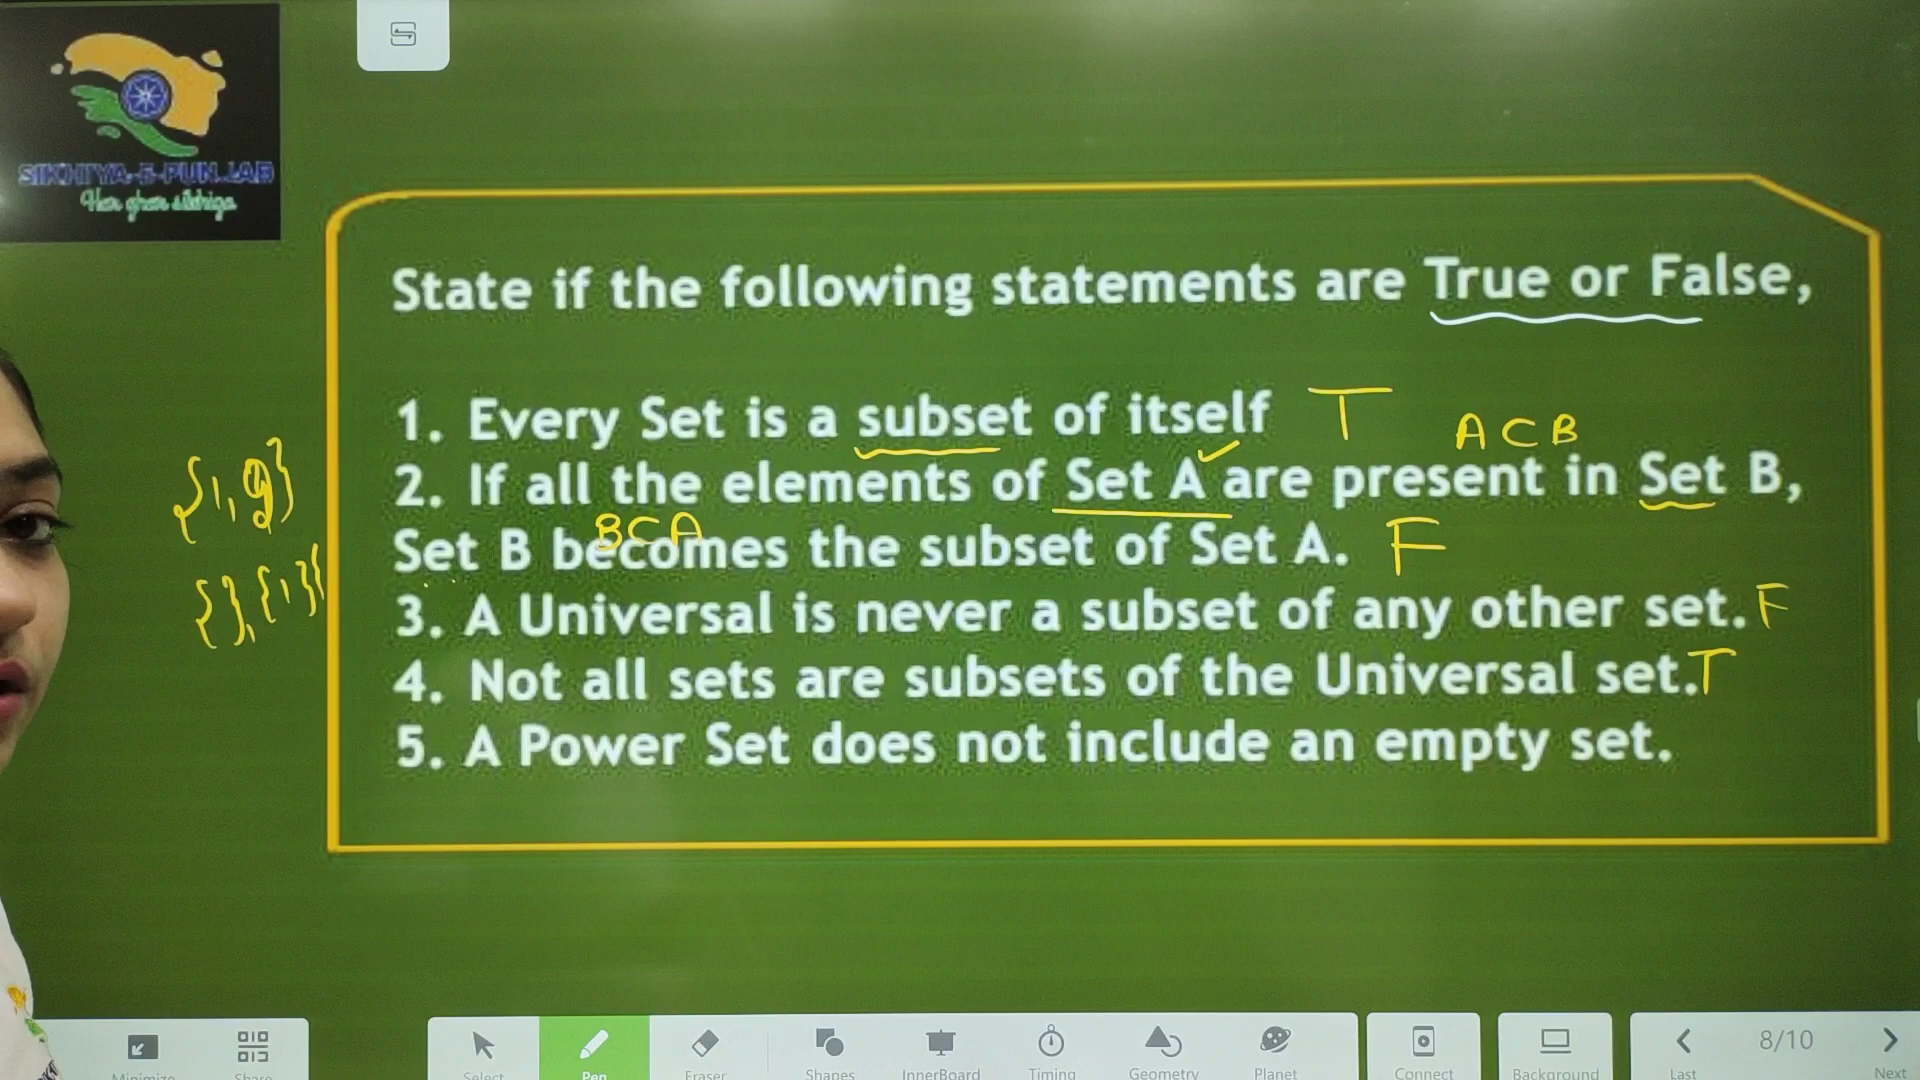 SIKHIYA-E-PUNJAB
Har ghar sikhiya
State if the following statements are True or False,
1. Every Set is a subset of itself T
A ⊂ B
2. If all the elements of Set A are present in Set B,
B ⊂ A
Set B becomes the subset of Set A. F
3. A Universal is never a subset of any other set. F
4. Not all sets are subsets of the Universal set. T
5. A Power Set does not include an empty set.
Minimize Share Select Pen Eraser Shapes InnerBoard Timing Geometry Planet Connect Background Last 8/10 Next